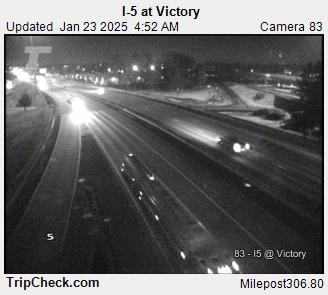 I-5 at Victory
Updated Jan 23 2025 4:52 AM Camera 83
S
83 - I5 @ Victory
TripCheck.com Milepost306.80